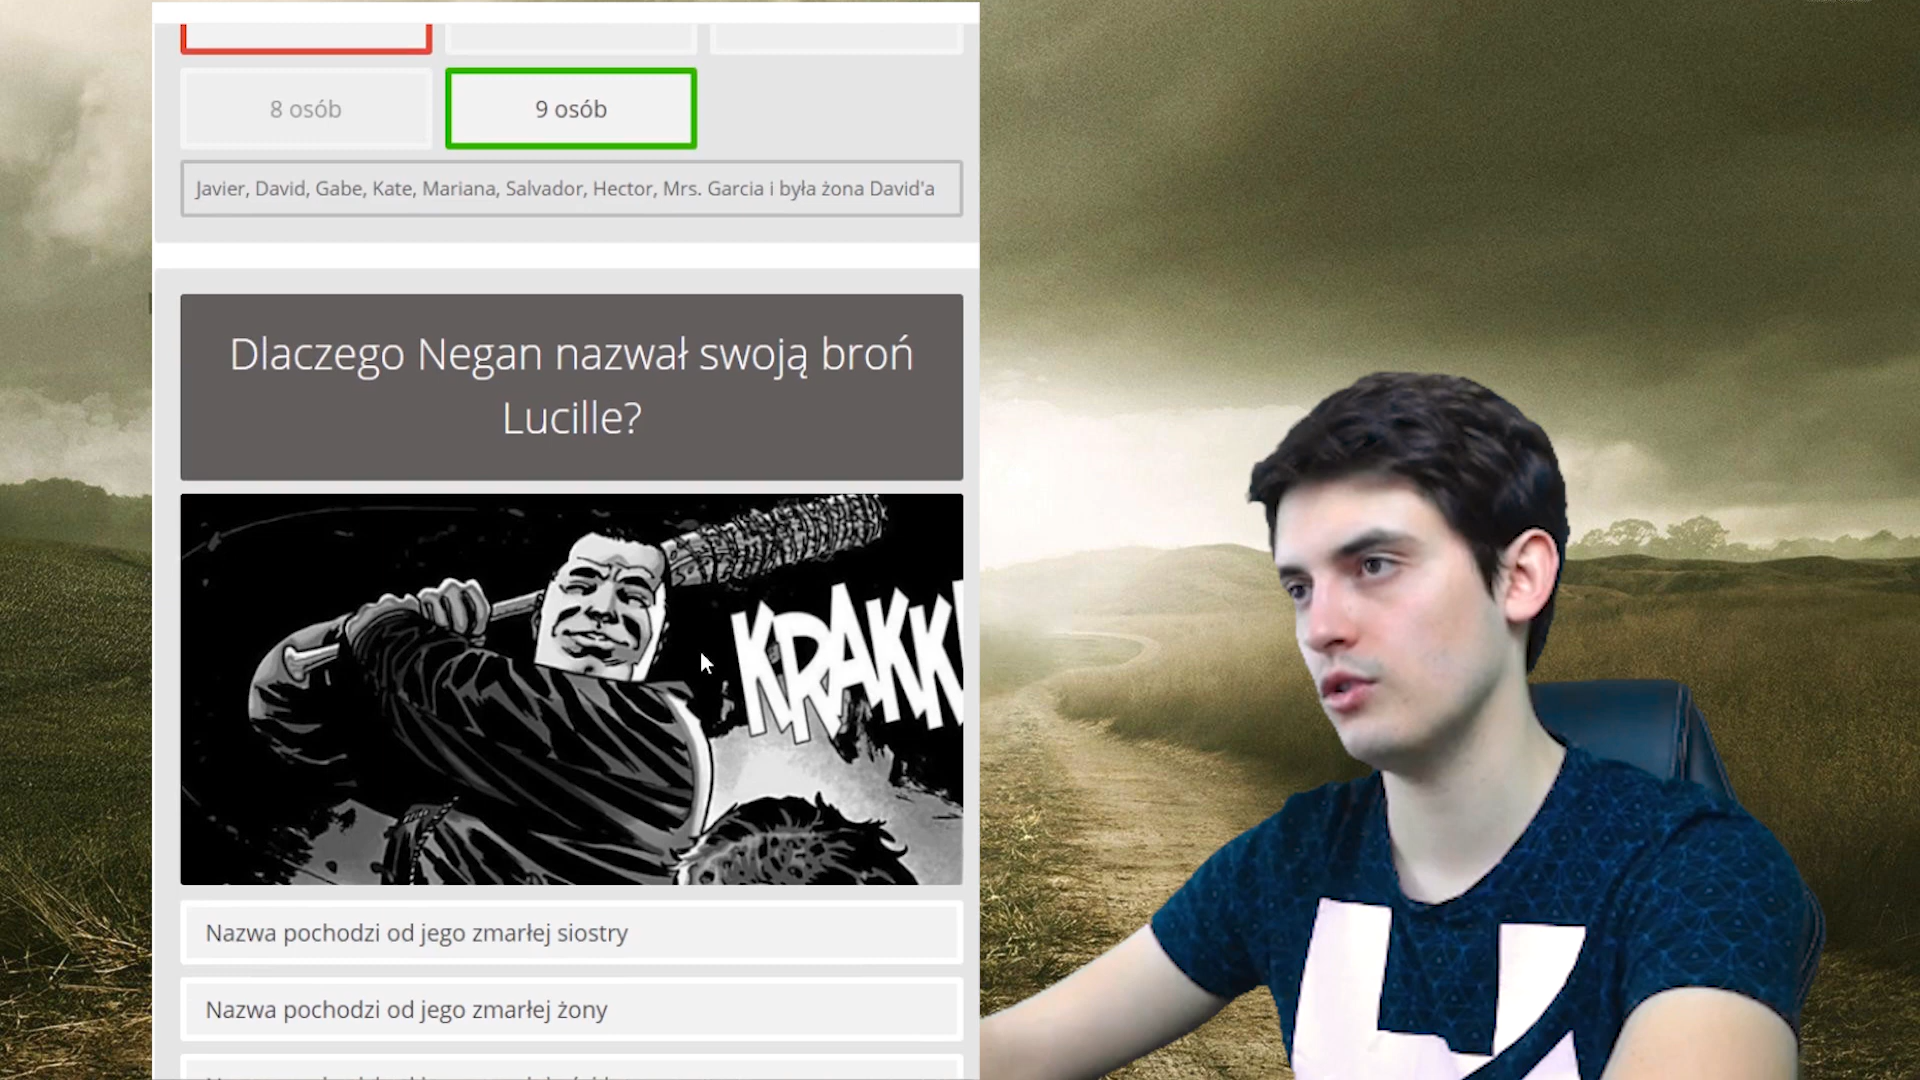 8 osób
9 osób
Javier, David, Gabe, Kate, Mariana, Salvador, Hector, Mrs. Garcia i była żona David'a
Dlaczego Negan nazwał swoją broń
Lucille?
Nazwa pochodzi od jego zmarłej siostry
Nazwa pochodzi od jego zmarłej żony